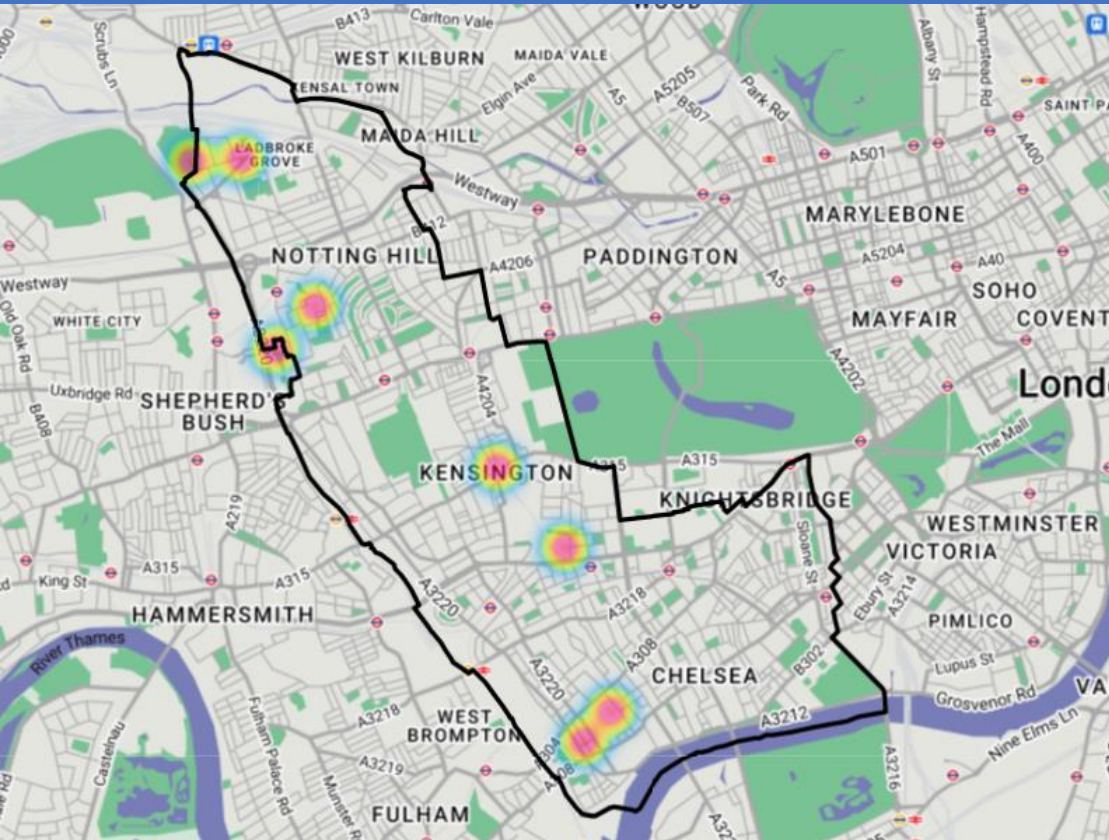 B413
Carlton Vale
WOOD
Scrubs Ln
WEST KILBURN
MAIDA VALE
A5205
Albany St
Hampstead Rd
KENSAL TOWN
Elgin Ave
A5
B507
Park Rd
SAINT PA
MAIDA HILL
LADBROKE
GROVE
A501
A400
Westway
MARYLEBONE
NOTTING HILL
A4206
PADDINGTON
A5204
A40
Westway
A5
SOHO
Old Oak Rd
WHITE CITY
MAYFAIR
COVENT
A4202
Uxbridge Rd
SHEPHERD'S
BUSH
A4204
Lond
B408
The Mall
KENSINGTON
A315
A315
KNIGHTSBRIDGE
A219
WESTMINSTER
Sloane St
VICTORIA
King St
A315
A315
A3220
A3218
Ebury St
A3214
HAMMERSMITH
PIMLICO
River Thames
A308
A3220
CHELSEA
B302
Lupus St
VA
Grosvenor Rd
A3218
WEST
BROMPTON
A3212
Castelnau
Fulham Palace Rd
Nine Elms Ln
A3219
Munster R
A3216
FULHAM